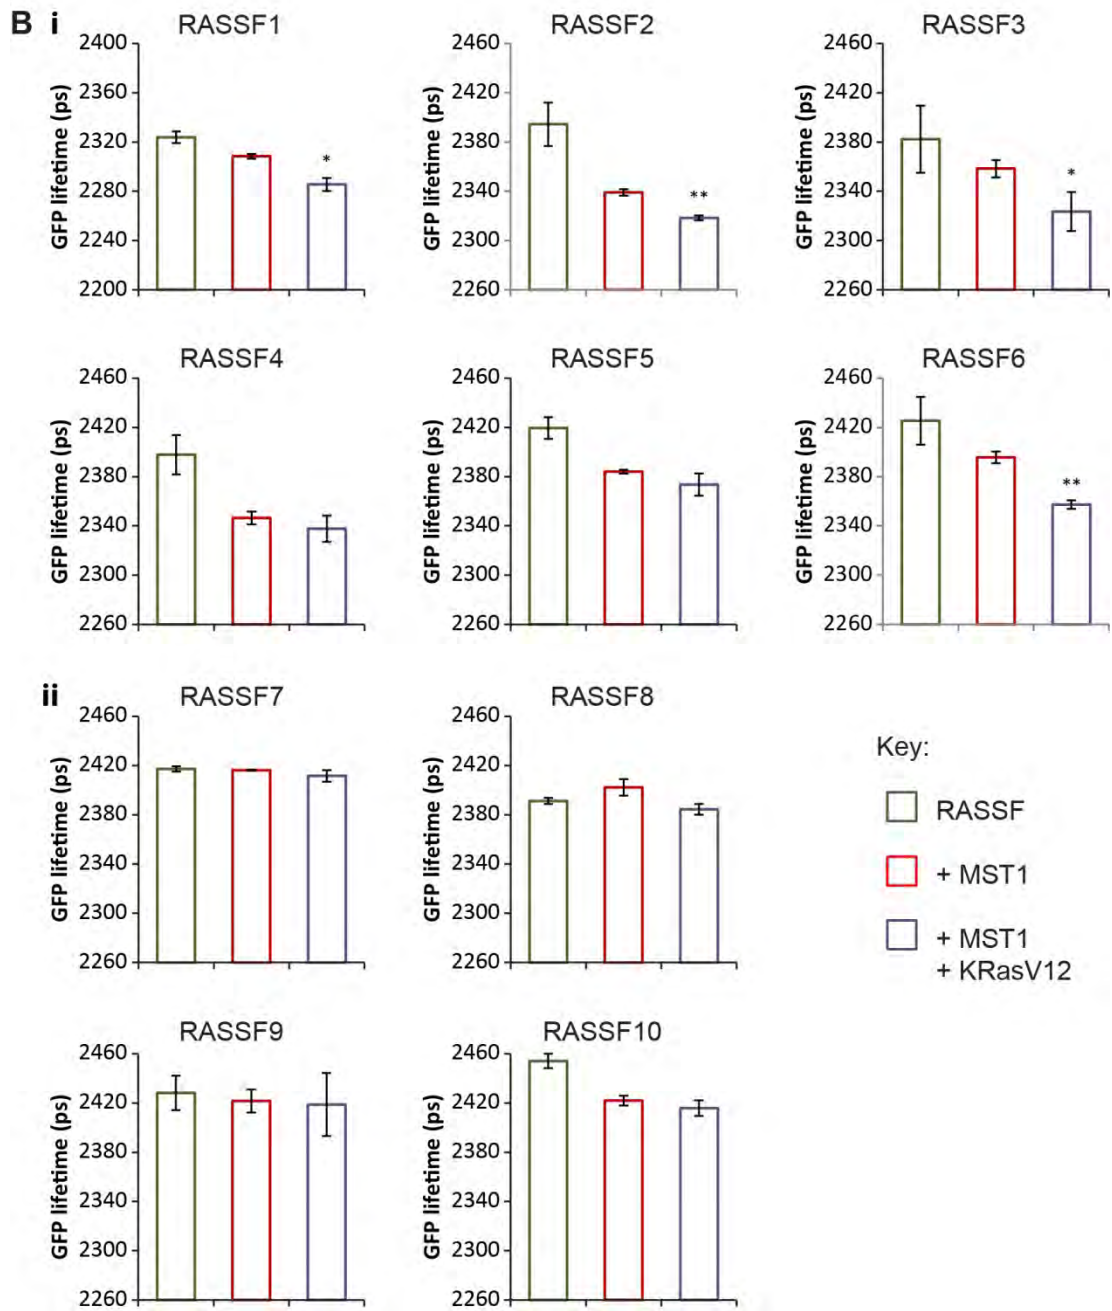 B i
RASSF1
GFP lifetime (ps)
2400
2360
2320
2280
2240
2200
*
RASSF2
GFP lifetime (ps)
2460
2420
2380
2340
2300
2260
**
RASSF3
GFP lifetime (ps)
2460
2420
2380
2340
2300
2260
*
RASSF4
GFP lifetime (ps)
2460
2420
2380
2340
2300
2260
RASSF5
GFP lifetime (ps)
2460
2420
2380
2340
2300
2260
RASSF6
GFP lifetime (ps)
2460
2420
2380
2340
2300
2260
**
ii
RASSF7
GFP lifetime (ps)
2460
2420
2380
2340
2300
2260
RASSF8
GFP lifetime (ps)
2460
2420
2380
2340
2300
2260
Key:
RASSF
+ MST1
+ MST1
+ KRasV12
RASSF9
GFP lifetime (ps)
2460
2420
2380
2340
2300
2260
RASSF10
GFP lifetime (ps)
2460
2420
2380
2340
2300
2260